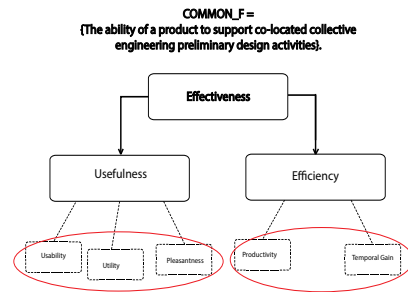 COMMON_F =
{The ability of a product to support co-located collective
engineering preliminary design activities}.
Effectiveness
Usefulness
Efficiency
Usability
Utility
Pleasantness
Productivity
Temporal Gain